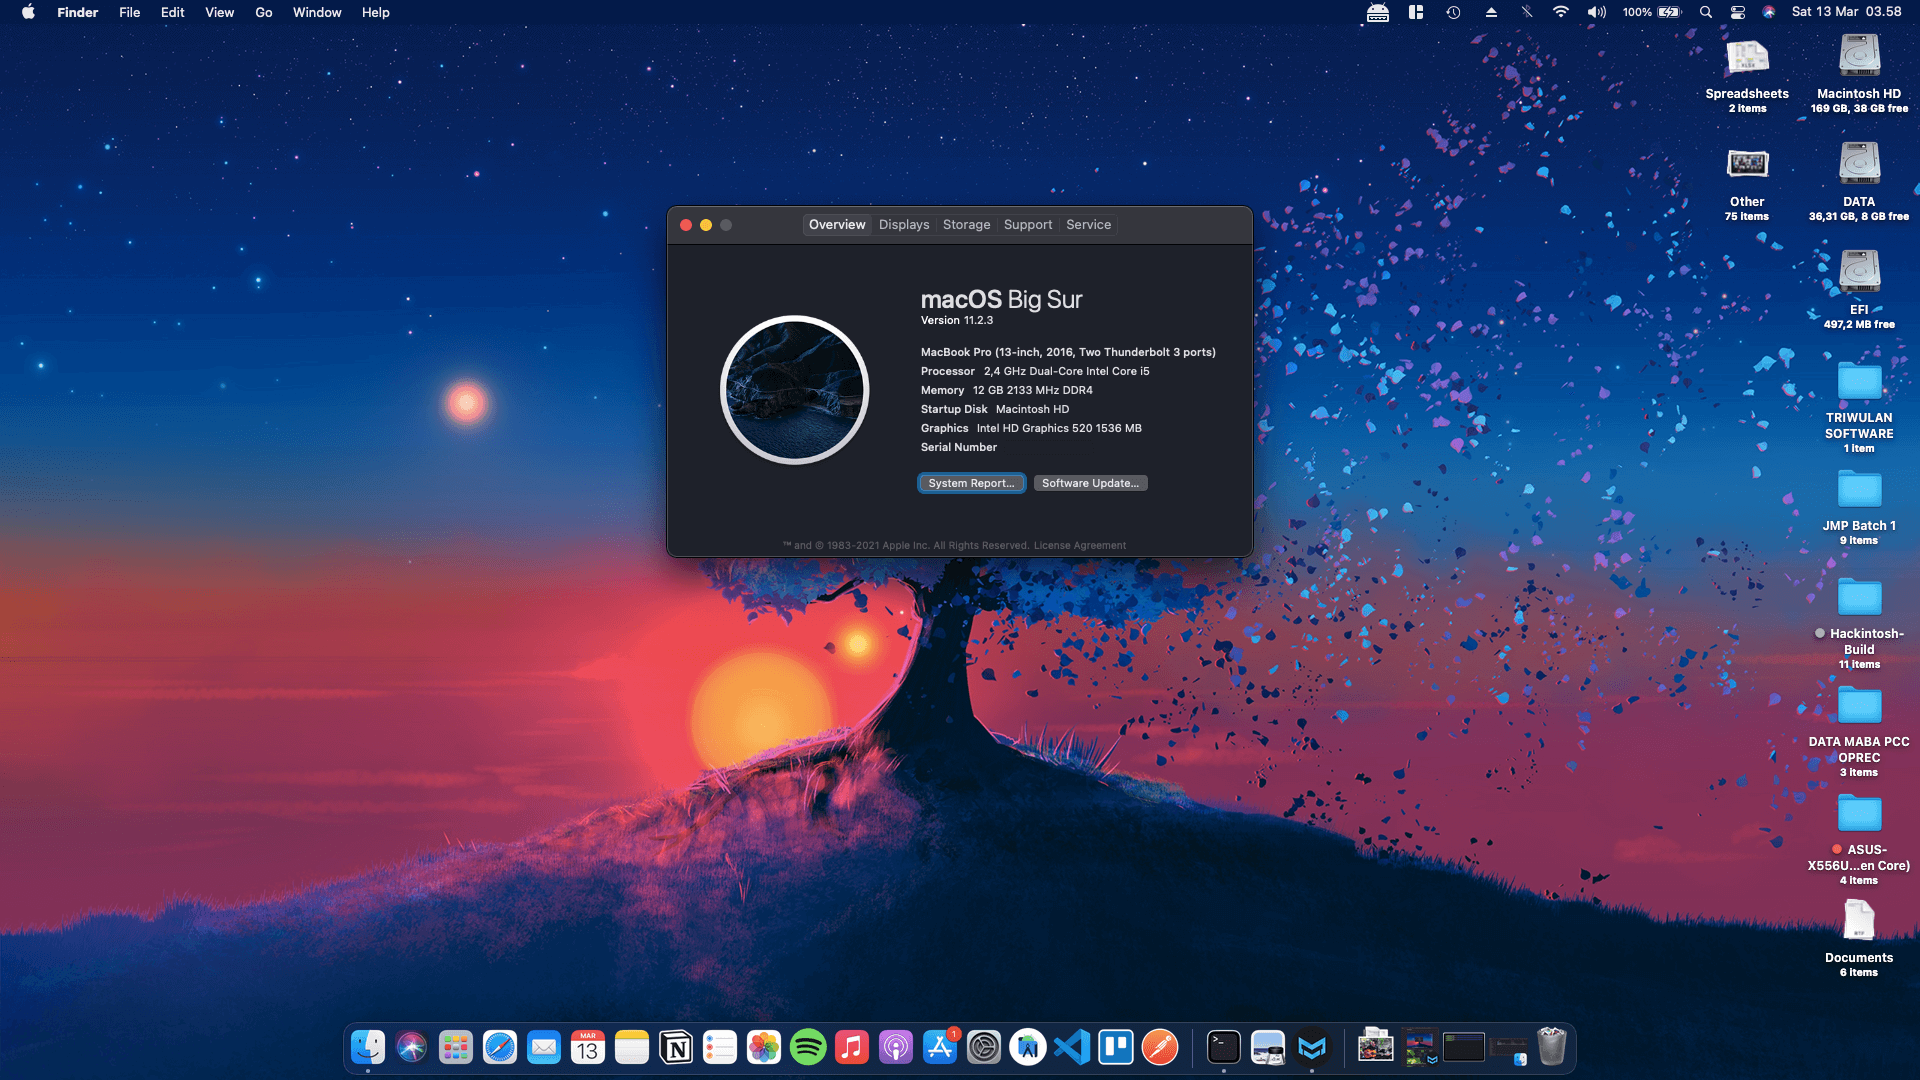 Finder File Edit View Go Window Help
100% Sat 13 Mar 03.58
Spreadsheets
2 items
Macintosh HD
169 GB, 38 GB free
Other
75 items
DATA
36,31 GB, 8 GB free
EFI
497,2 MB free
TRIWULAN
SOFTWARE
1 item
JMP Batch 1
9 items
Hackintosh-
Build
11 items
DATA MABA PCC
OPREC
3 items
ASUS-
X556U...en Core)
4 items
Documents
6 items
Overview Displays Storage Support Service
macOS Big Sur
Version 11.2.3
MacBook Pro (13-inch, 2016, Two Thunderbolt 3 ports)
Processor 2,4 GHz Dual-Core Intel Core i5
Memory 12 GB 2133 MHz DDR4
Startup Disk Macintosh HD
Graphics Intel HD Graphics 520 1536 MB
Serial Number
System Report... Software Update...
™ and © 1983-2021 Apple Inc. All Rights Reserved. License Agreement
MAR
13
1